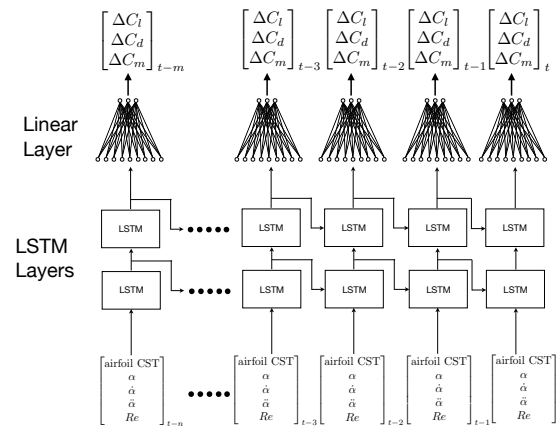 ΔC_l ΔC_l ΔC_l ΔC_l ΔC_l
ΔC_d ΔC_d ΔC_d ΔC_d ΔC_d
ΔC_m ΔC_m ΔC_m ΔC_m ΔC_m
t−m t−3 t−2 t−1 t
Linear
Layer
LSTM LSTM LSTM LSTM LSTM
LSTM
Layers
LSTM LSTM LSTM LSTM LSTM
airfoil CST airfoil CST airfoil CST airfoil CST airfoil CST
α α α α α
α̇ α̇ α̇ α̇ α̇
α̈ α̈ α̈ α̈ α̈
Re Re Re Re Re
t−n t−3 t−2 t−1 t